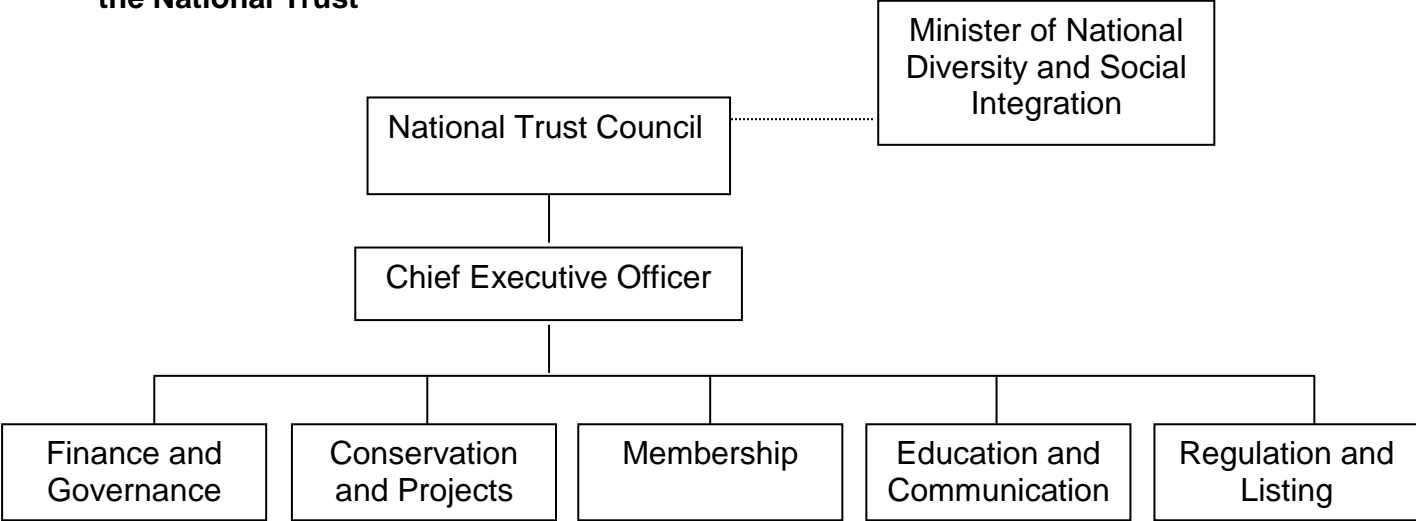 the National Trust
Minister of National
Diversity and Social
Integration
National Trust Council
Chief Executive Officer
Finance and
Governance
Conservation
and Projects
Membership
Education and
Communication
Regulation and
Listing